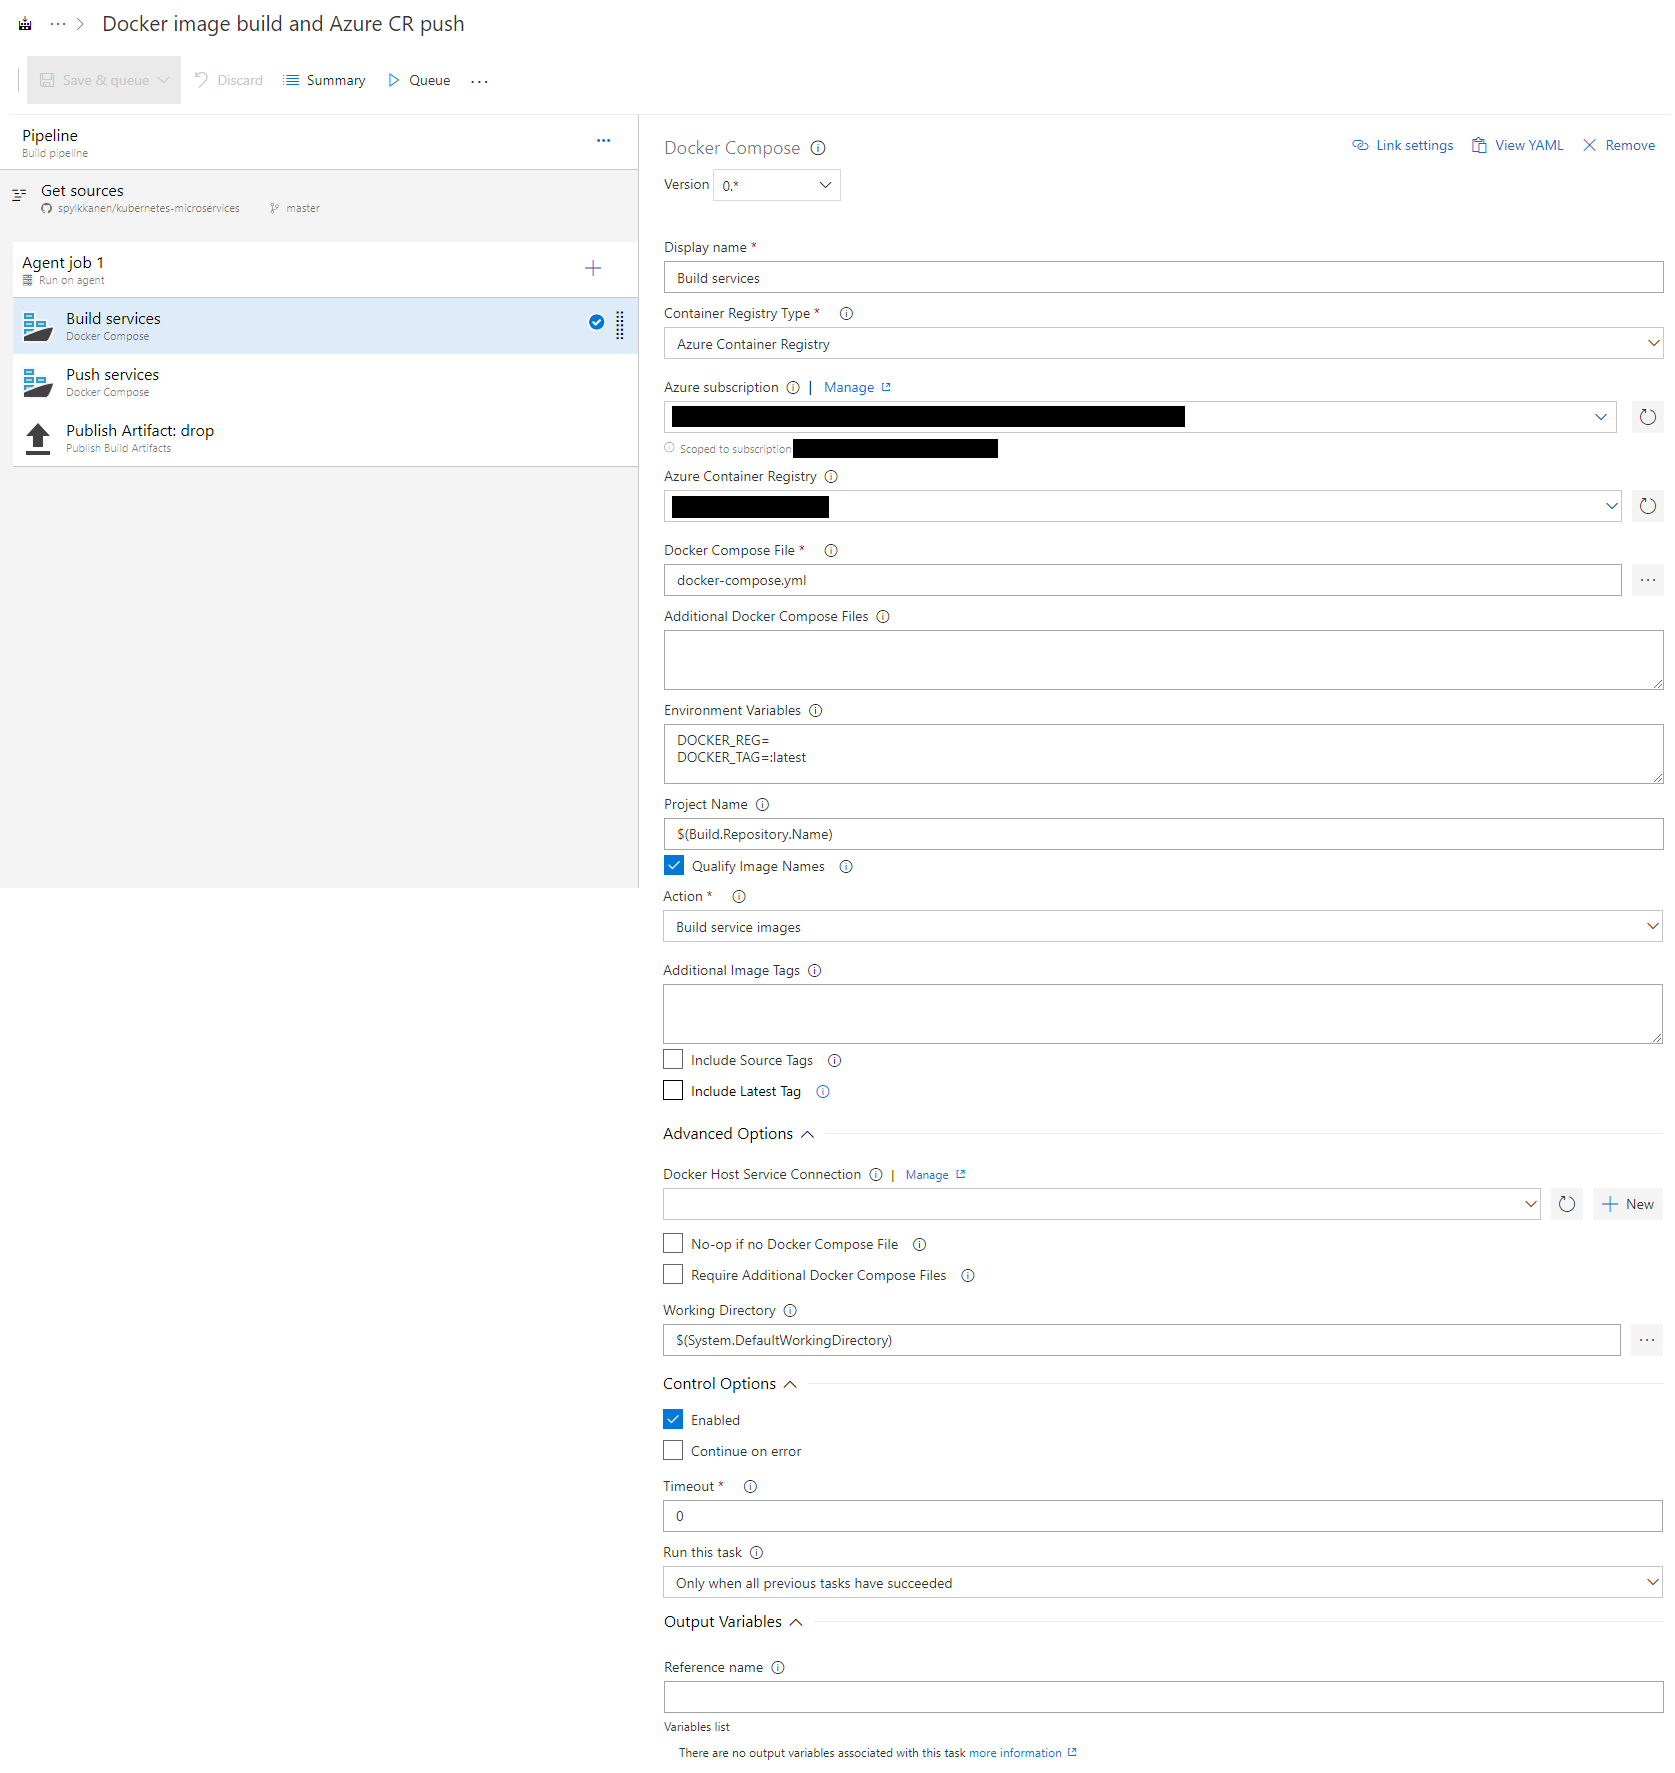 Docker image build and Azure CR push
Save & queue
Discard
Summary
Queue
Pipeline
Build pipeline
Get sources
spylkkanen/kubernetes-microservices
master
Agent job 1
Run on agent
Build services
Docker Compose
Push services
Docker Compose
Publish Artifact: drop
Publish Build Artifacts
Docker Compose
Link settings
View YAML
Remove
Version
0.*
Display name *
Build services
Container Registry Type *
Azure Container Registry
Azure subscription | Manage
Scoped to subscription
Azure Container Registry
Docker Compose File *
docker-compose.yml
Additional Docker Compose Files
Environment Variables
DOCKER_REG=
DOCKER_TAG=:latest
Project Name
$(Build.Repository.Name)
Qualify Image Names
Action *
Build service images
Additional Image Tags
Include Source Tags
Include Latest Tag
Advanced Options
Docker Host Service Connection | Manage
New
No-op if no Docker Compose File
Require Additional Docker Compose Files
Working Directory
$(System.DefaultWorkingDirectory)
Control Options
Enabled
Continue on error
Timeout *
0
Run this task
Only when all previous tasks have succeeded
Output Variables
Reference name
Variables list
There are no output variables associated with this task more information